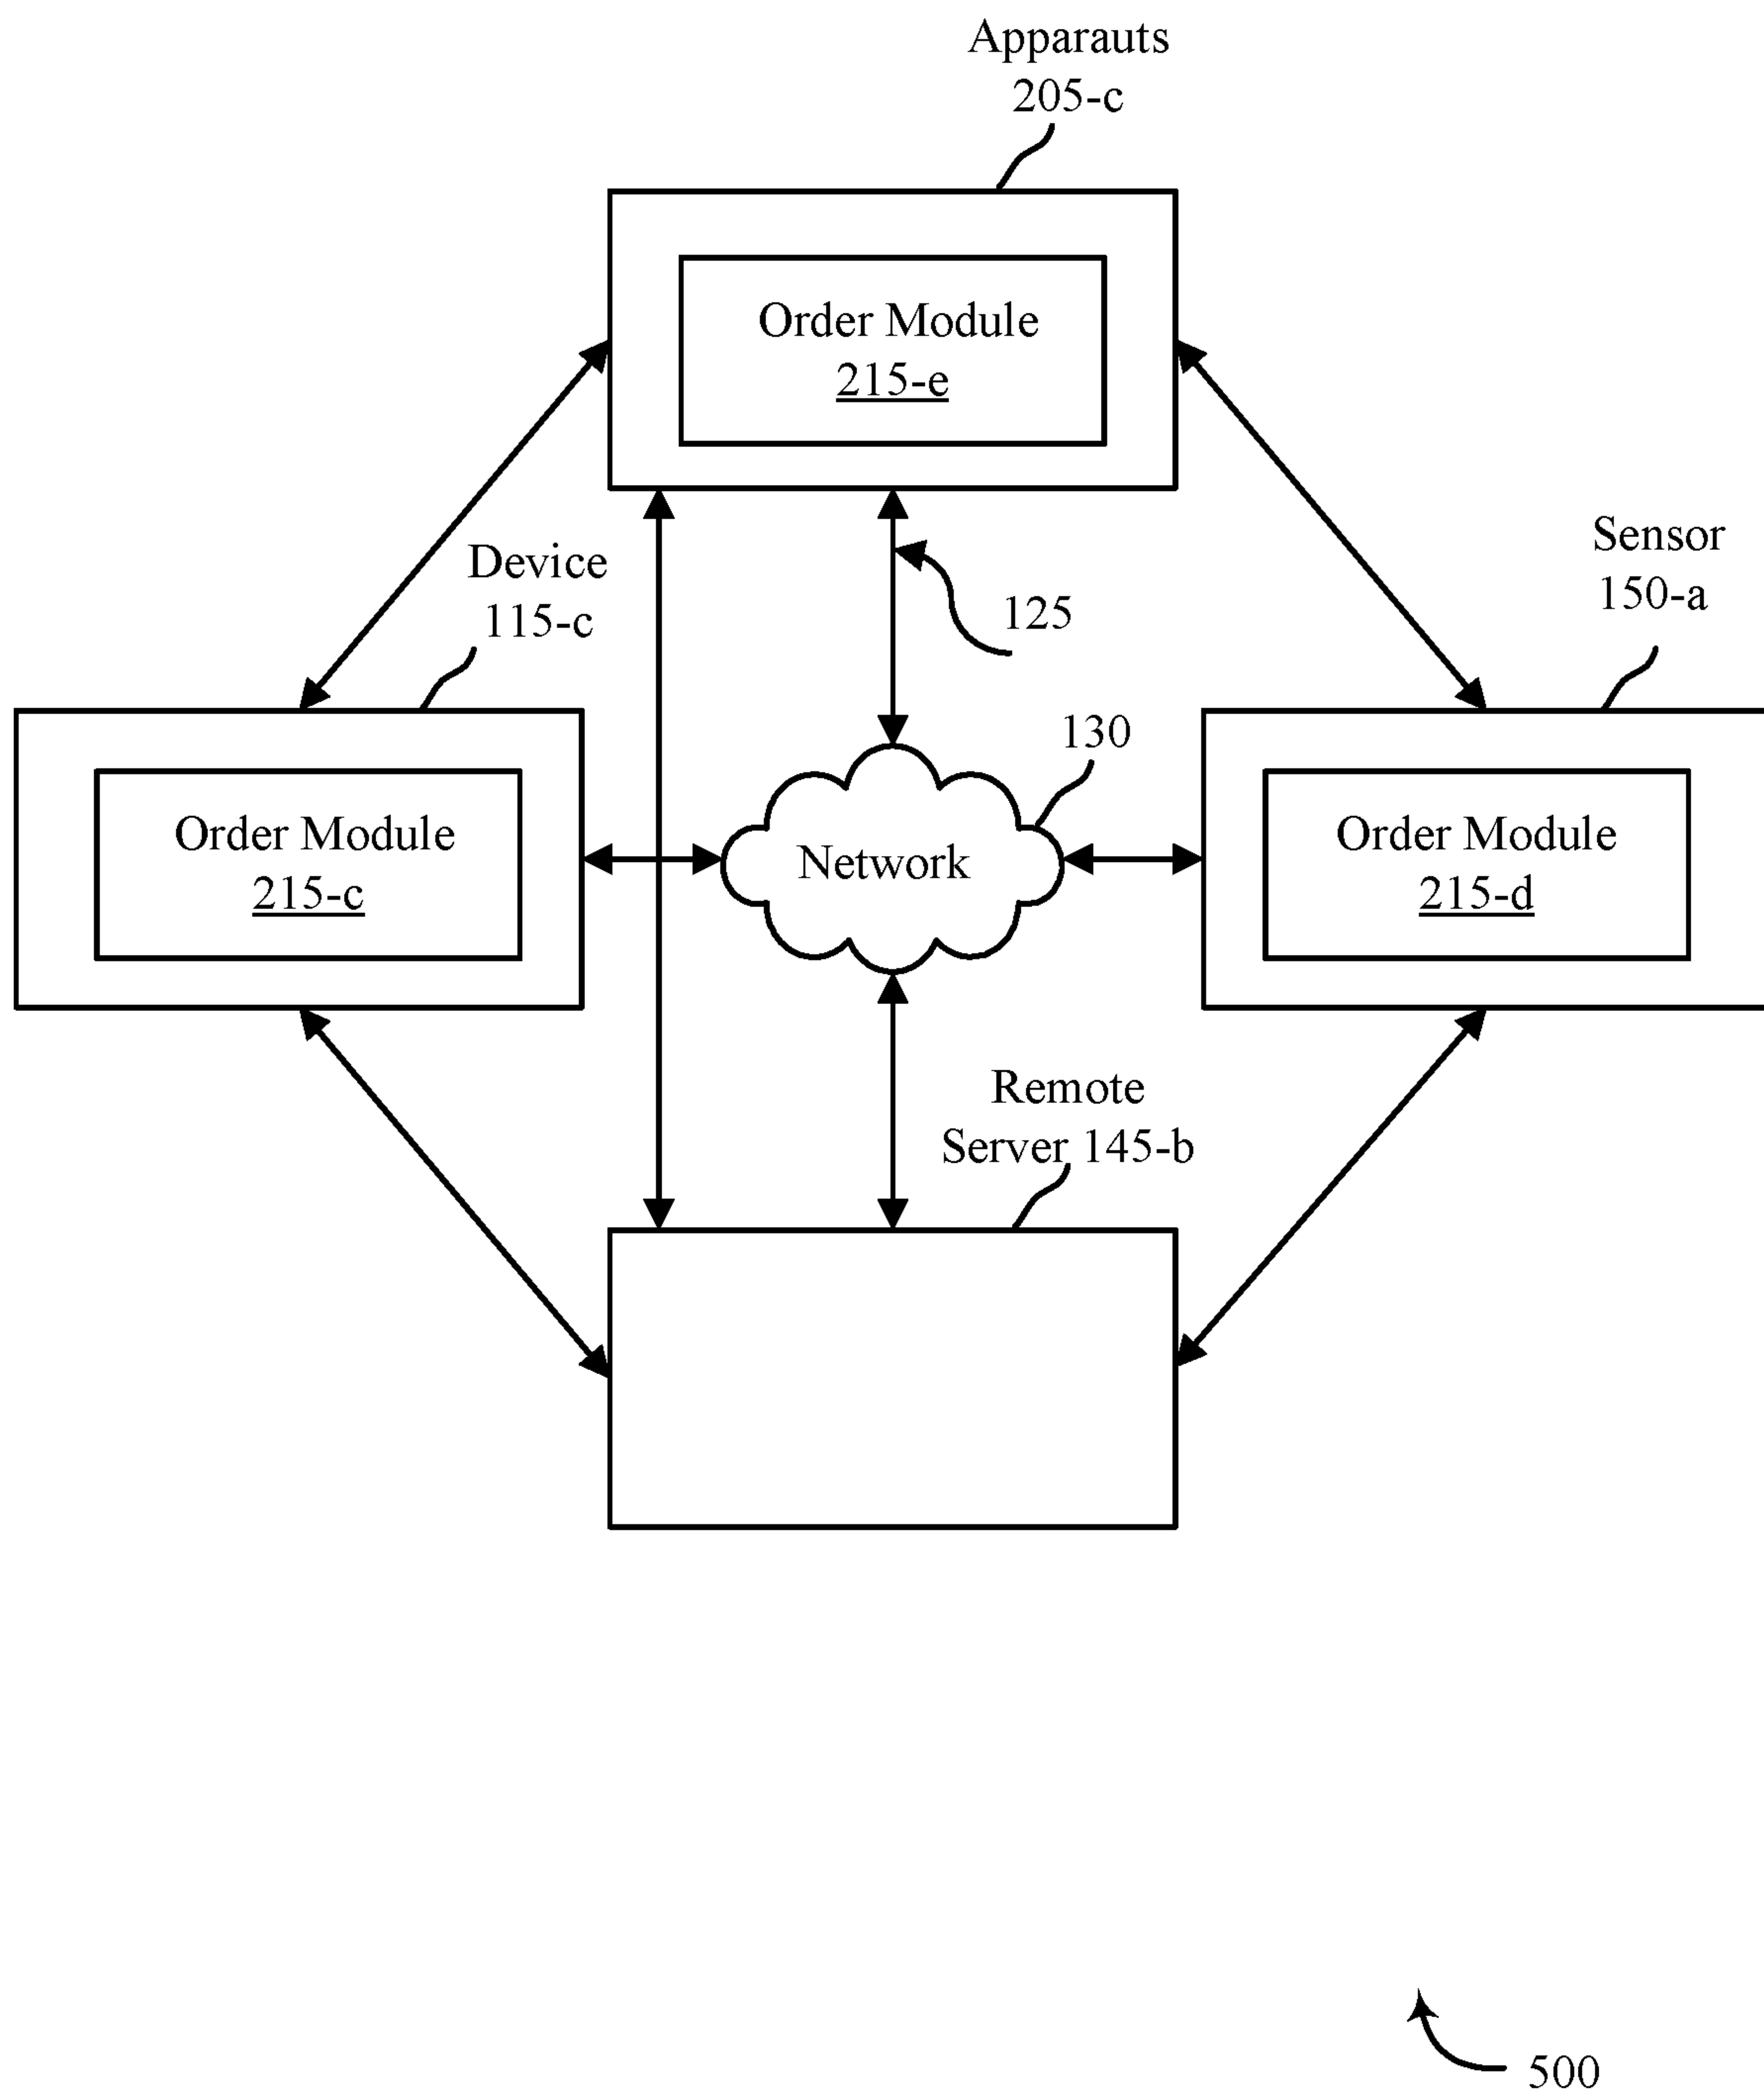 Apparauts
205-c
Order Module
215-e
Device
115-c
125
Sensor
150-a
130
Order Module
215-c
Network
Order Module
215-d
Remote
Server 145-b
500